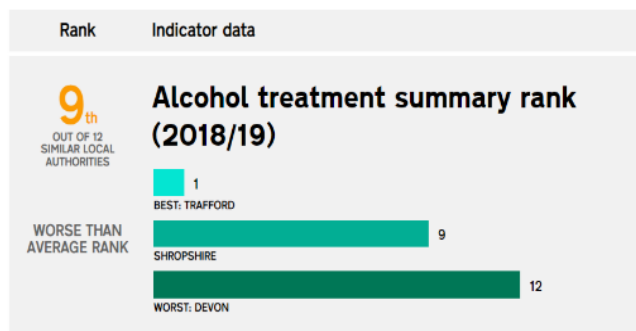 Rank Indicator data
9th
OUT OF 12
SIMILAR LOCAL
AUTHORITIES
WORSE THAN
AVERAGE RANK
Alcohol treatment summary rank
(2018/19)
1
BEST: TRAFFORD
9
SHROPSHIRE
12
WORST: DEVON